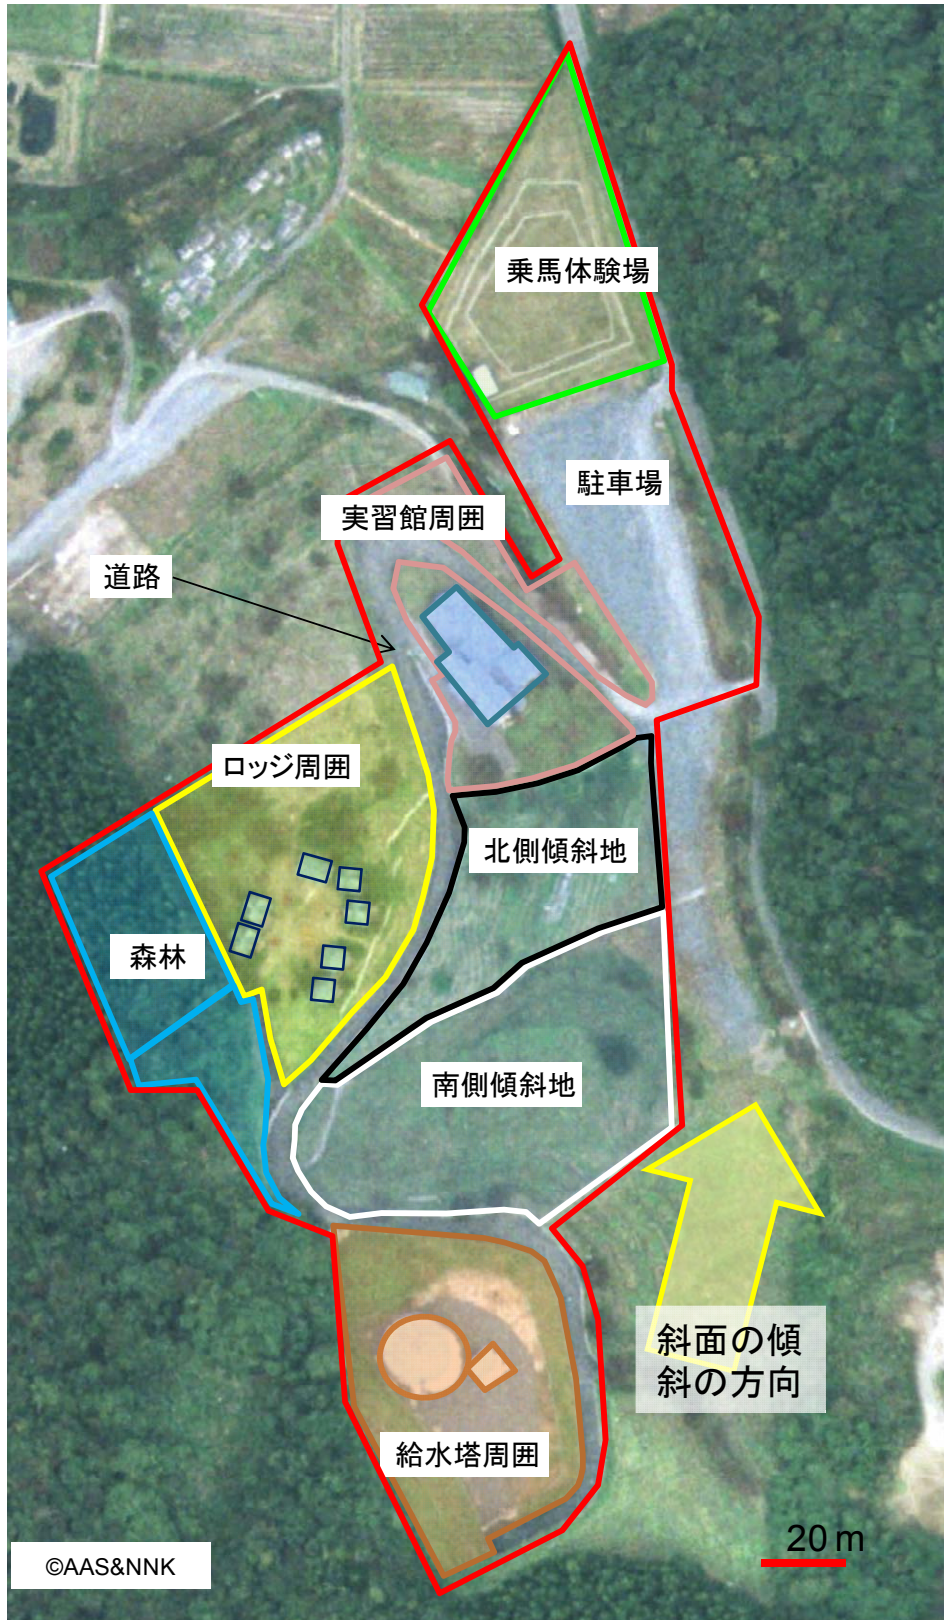 乗馬体験場
駐車場
実習館周囲
道路
ロッジ周囲
北側傾斜地
森林
南側傾斜地
斜面の傾
斜の方向
給水塔周囲
20 m
©AAS&NNK